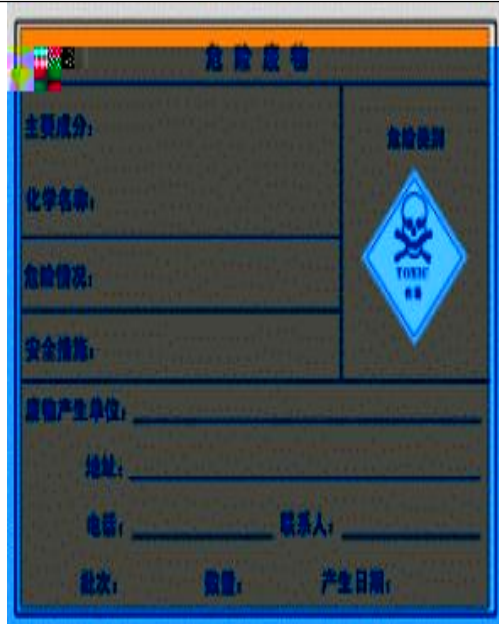 危险废物
主要成分：
危险类别
化学名称：
TOXIC
有毒
危险情况：
安全措施：
废物产生单位：
地址：
电话： 联系人：
批次： 数量： 产生日期：